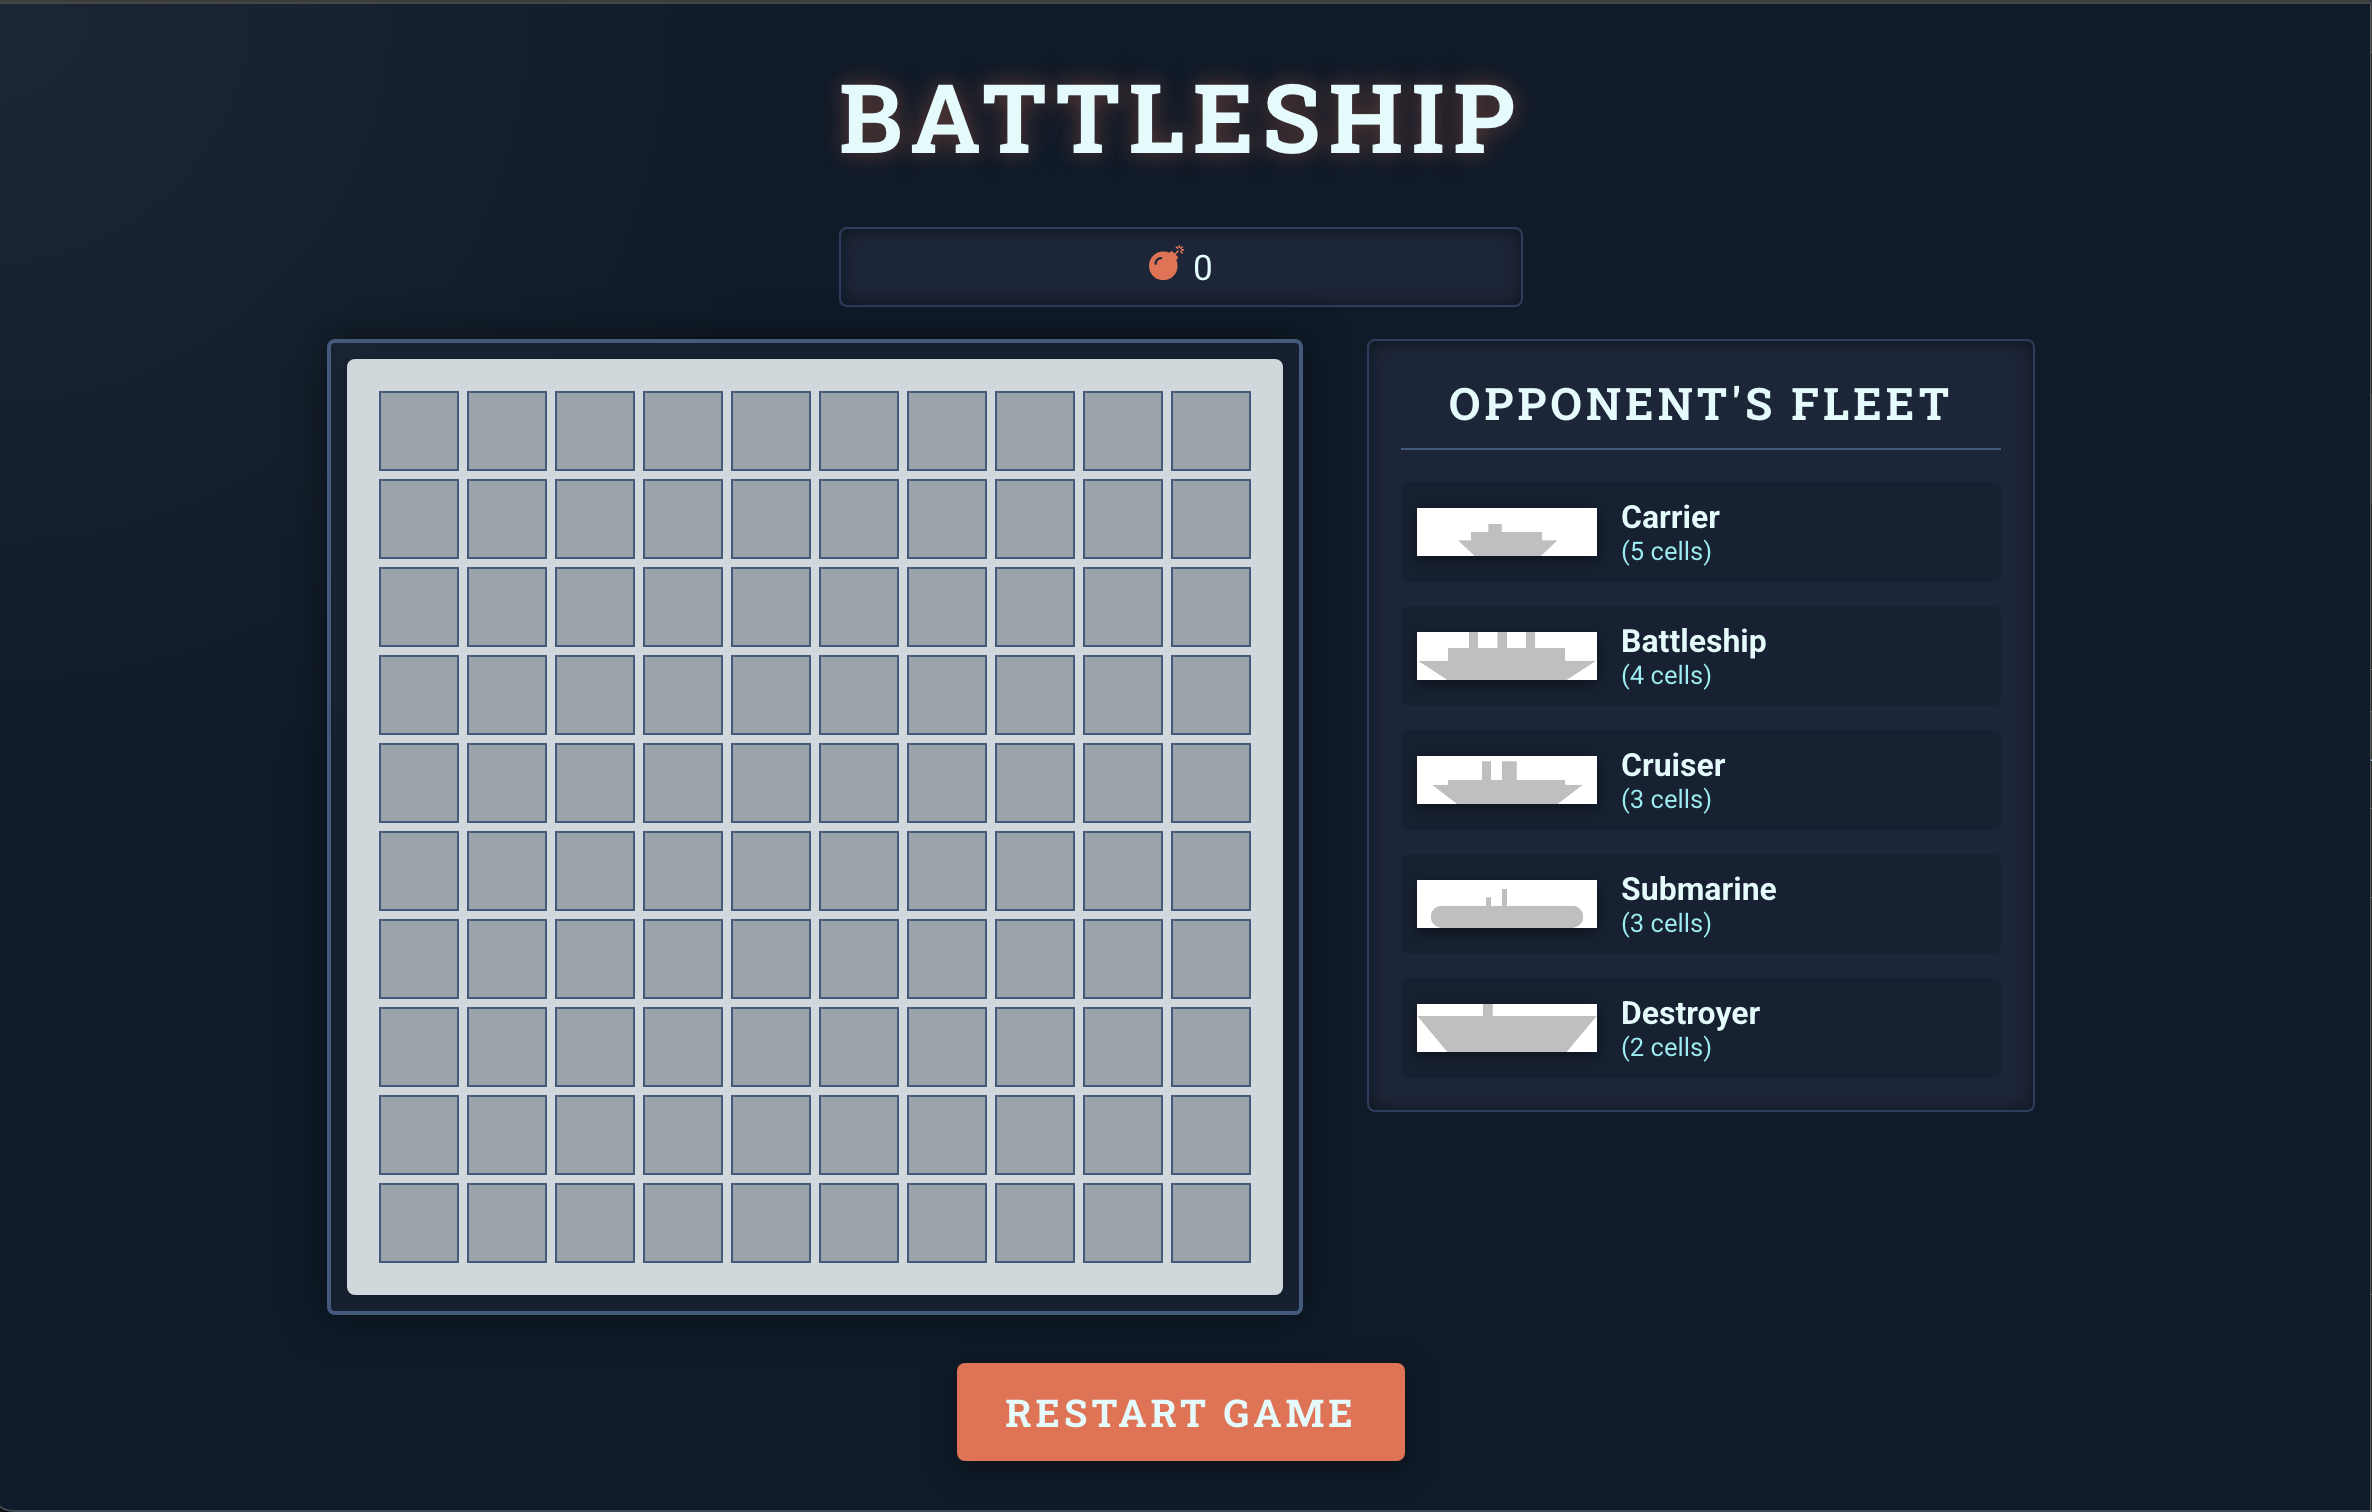 BATTLESHIP
0
OPPONENT'S FLEET
Carrier
(5 cells)
Battleship
(4 cells)
Cruiser
(3 cells)
Submarine
(3 cells)
Destroyer
(2 cells)
RESTART GAME